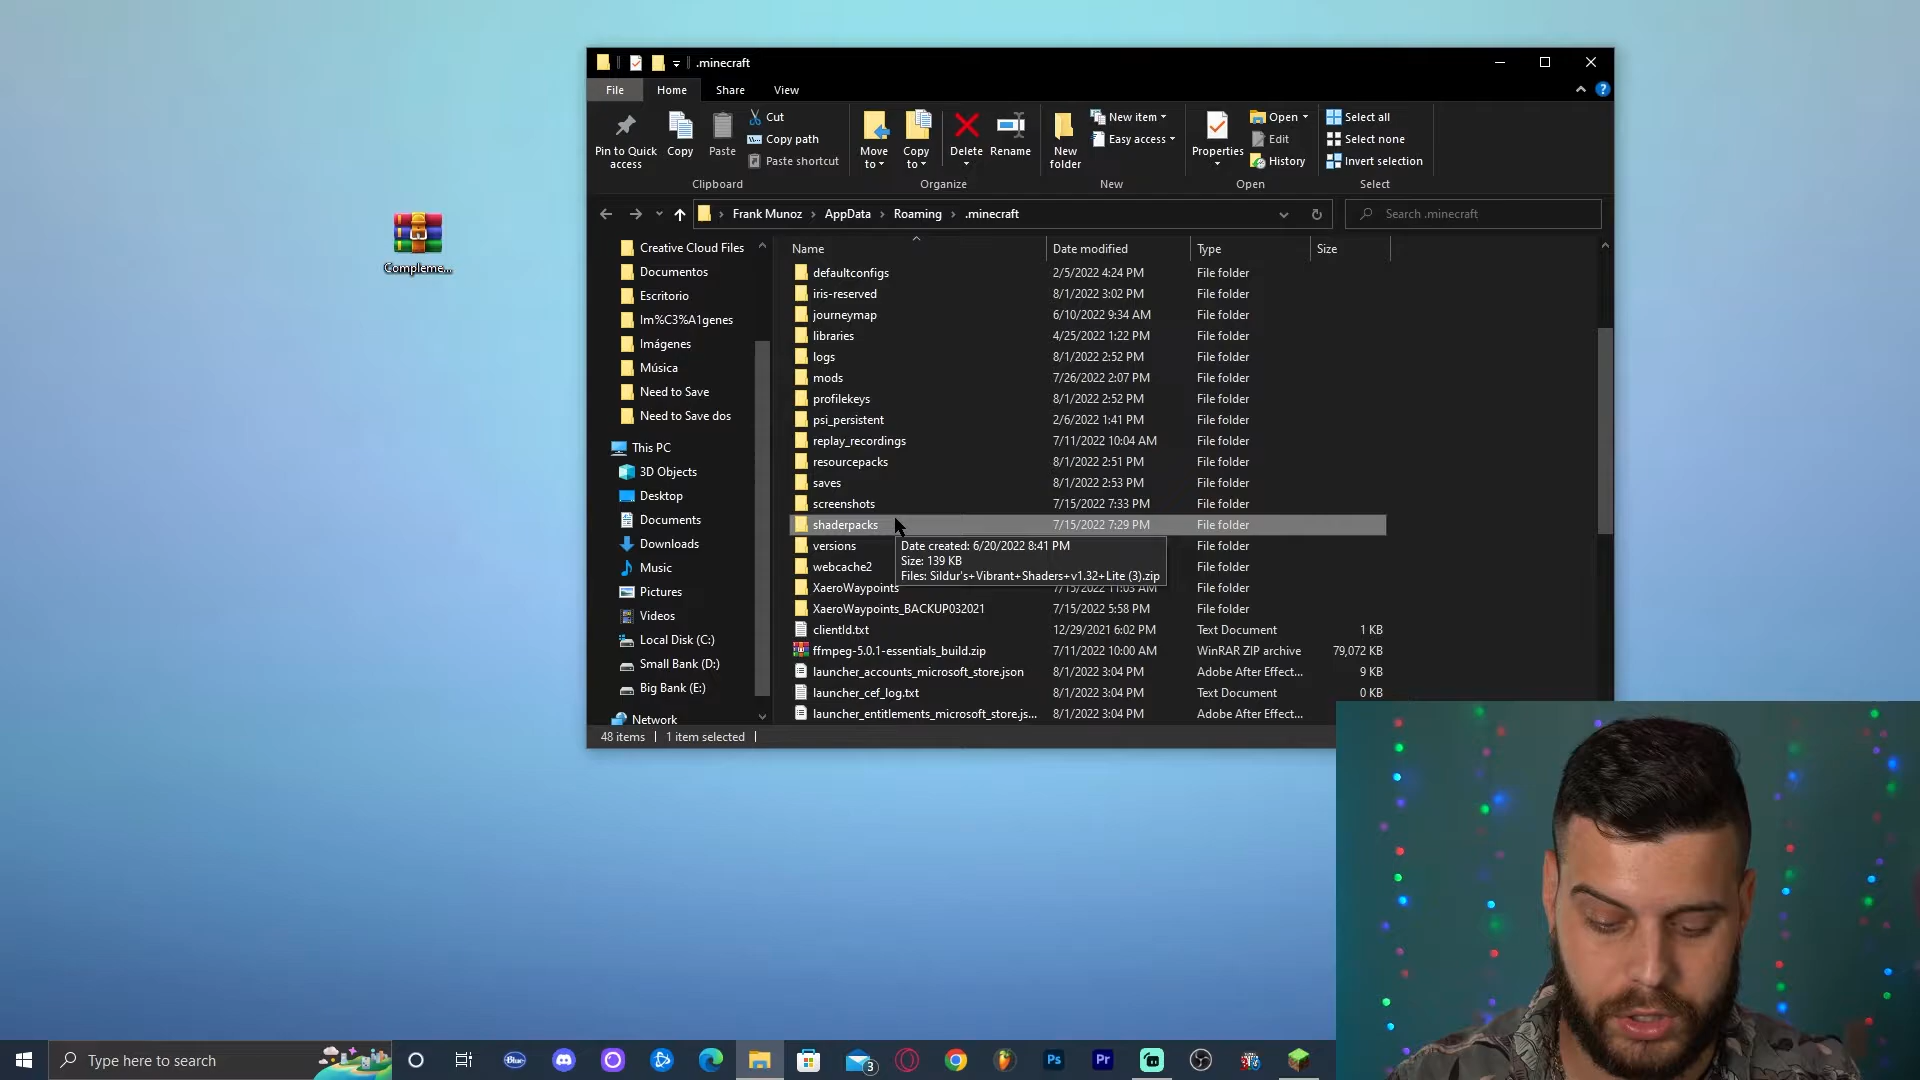 .minecraft
File Home Share View
Pin to Quick access
Copy
Paste
Cut
Copy path
Paste shortcut
Clipboard
Move to
Copy to
Delete
Rename
Organize
New folder
New item
Easy access
New
Properties
Open
Edit
History
Open
Select all
Select none
Invert selection
Select
Frank Munoz > AppData > Roaming > .minecraft
Search .minecraft
Creative Cloud Files
Documentos
Escritorio
Im%C3%A1genes
Imágenes
Música
Need to Save
Need to Save dos
This PC
3D Objects
Desktop
Documents
Downloads
Music
Pictures
Videos
Local Disk (C:)
Small Bank (D:)
Big Bank (E:)
Network
Name Date modified Type Size
defaultconfigs 2/5/2022 4:24 PM File folder
iris-reserved 8/1/2022 3:02 PM File folder
journeymap 6/10/2022 9:34 AM File folder
libraries 4/25/2022 1:22 PM File folder
logs 8/1/2022 2:52 PM File folder
mods 7/26/2022 2:07 PM File folder
profilekeys 8/1/2022 2:52 PM File folder
psi_persistent 2/6/2022 1:41 PM File folder
replay_recordings 7/11/2022 10:04 AM File folder
resourcepacks 8/1/2022 2:51 PM File folder
saves 8/1/2022 2:53 PM File folder
screenshots 7/15/2022 7:33 PM File folder
shaderpacks 7/15/2022 7:29 PM File folder
versions File folder
webcache2 File folder
Date created: 6/20/2022 8:41 PM
Size: 139 KB
Files: Sildur's+Vibrant+Shaders+v1.32+Lite (3).zip
XaeroWaypoints 7/15/2022 11:03 AM File folder
XaeroWaypoints_BACKUP032021 7/15/2022 5:58 PM File folder
clientId.txt 12/29/2021 6:02 PM Text Document 1 KB
ffmpeg-5.0.1-essentials_build.zip 7/11/2022 10:00 AM WinRAR ZIP archive 79,072 KB
launcher_accounts_microsoft_store.json 8/1/2022 3:04 PM Adobe After Effect... 9 KB
launcher_cef_log.txt 8/1/2022 3:04 PM Text Document 0 KB
launcher_entitlements_microsoft_store.js... 8/1/2022 3:04 PM Adobe After Effect...
48 items 1 item selected
Compleme...
Type here to search
Blue
3
Ps
Pr